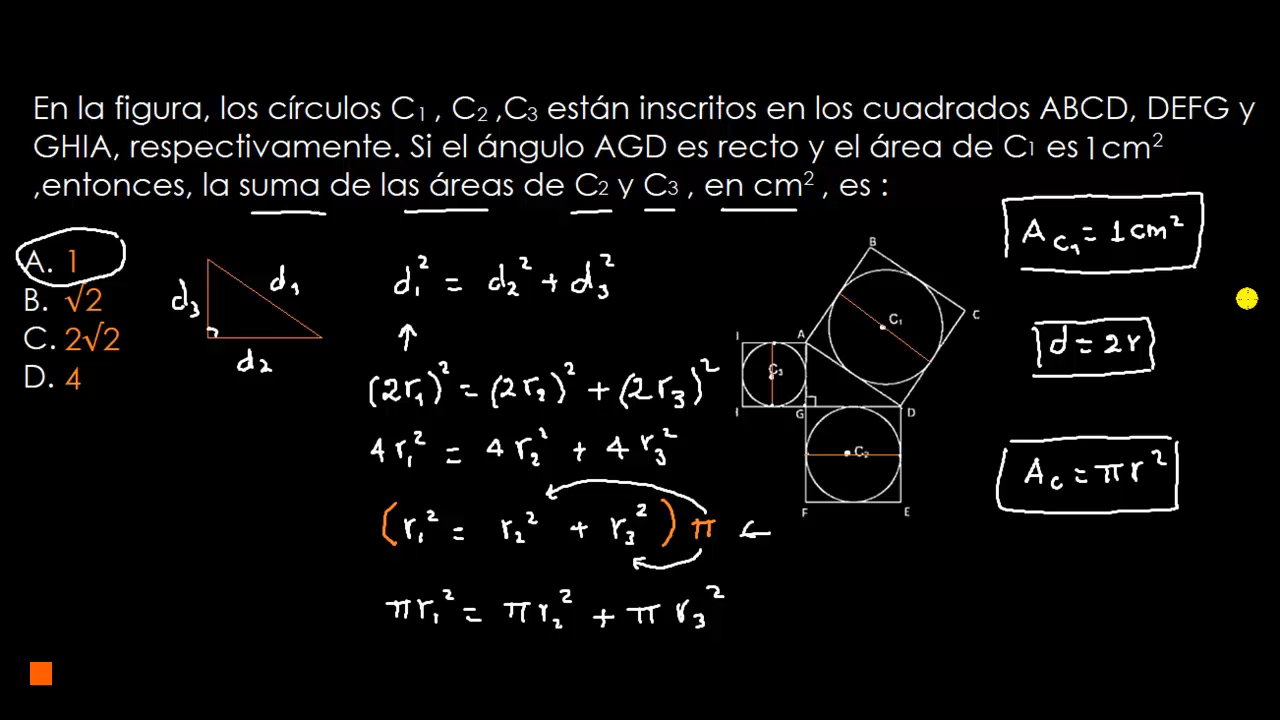 En la figura, los círculos C₁ , C₂ ,C₃ están inscritos en los cuadrados ABCD, DEFG y
GHIA, respectivamente. Si el ángulo AGD es recto y el área de C₁ es 1cm²
,entonces, la suma de las áreas de C₂ y C₃ , en cm² , es :
A. 1
B. √2
C. 2√2
D. 4
d₃
d₁
d₂
d₁² = d₂² + d₃²
(2r₁)² = (2r₂)² + (2r₃)²
4r₁² = 4r₂² + 4r₃²
(r₁² = r₂² + r₃²) π ←
πr₁² = πr₂² + πr₃²
B
C₁
C
I
A
C₃
I
G
D
C₂
F
E
A C₁ = 1cm²
d = 2r
A c = πr²